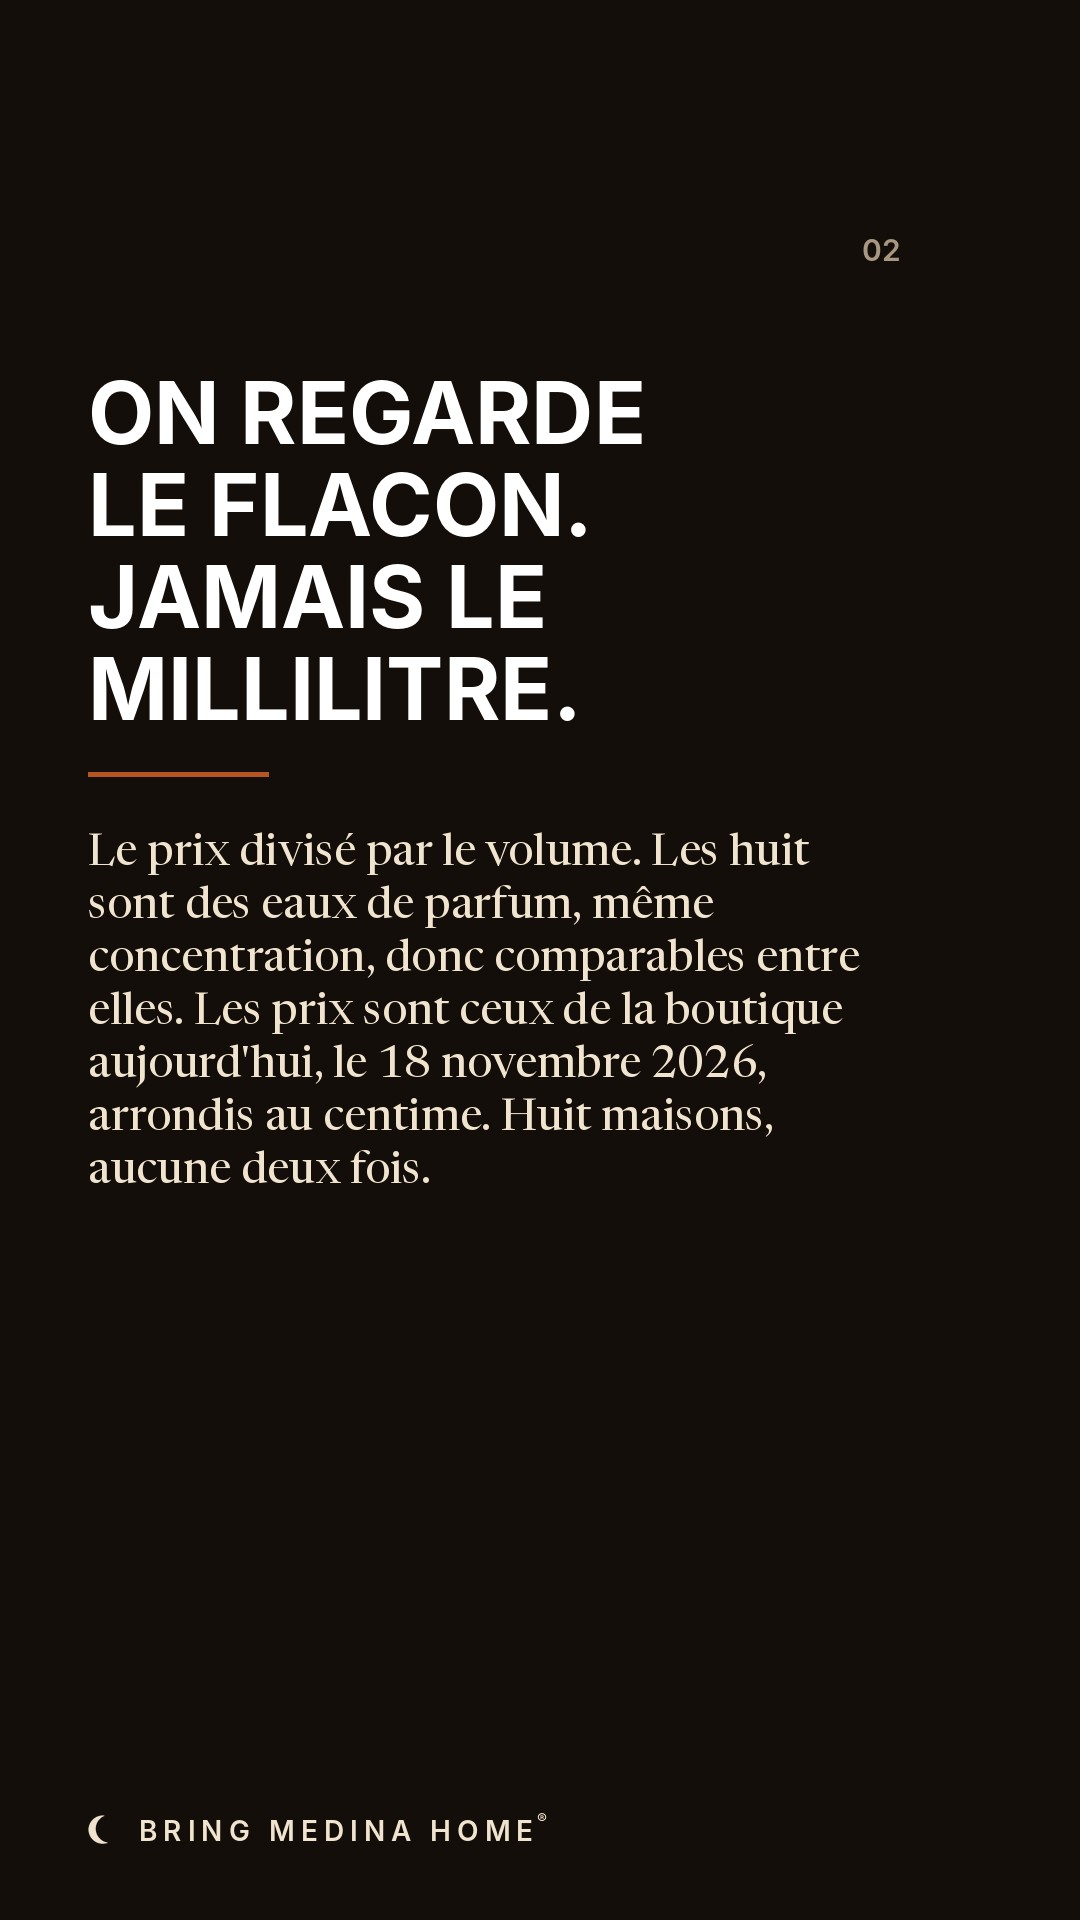 02
ON REGARDE
LE FLACON.
JAMAIS LE
MILLILITRE.
Le prix divisé par le volume. Les huit
sont des eaux de parfum, même
concentration, donc comparables entre
elles. Les prix sont ceux de la boutique
aujourd'hui, le 18 novembre 2026,
arrondis au centime. Huit maisons,
aucune deux fois.
BRING MEDINA HOME®